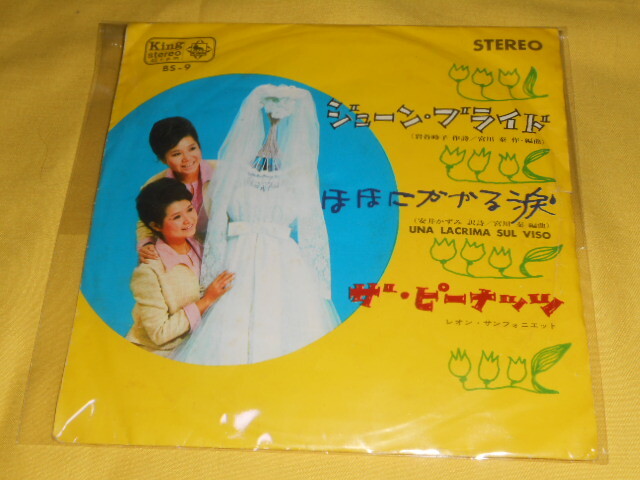 King
stereo
BS-9
STEREO
ジューン・ブライド
(岩谷時子 作詩/宮川 泰 作・編曲)
ほほにかかる涙
(安井かずみ 訳詩/宮川 泰 編曲)
UNA LACRIMA SUL VISO
ザ・ピーナッツ
レオン・サンフォニエット